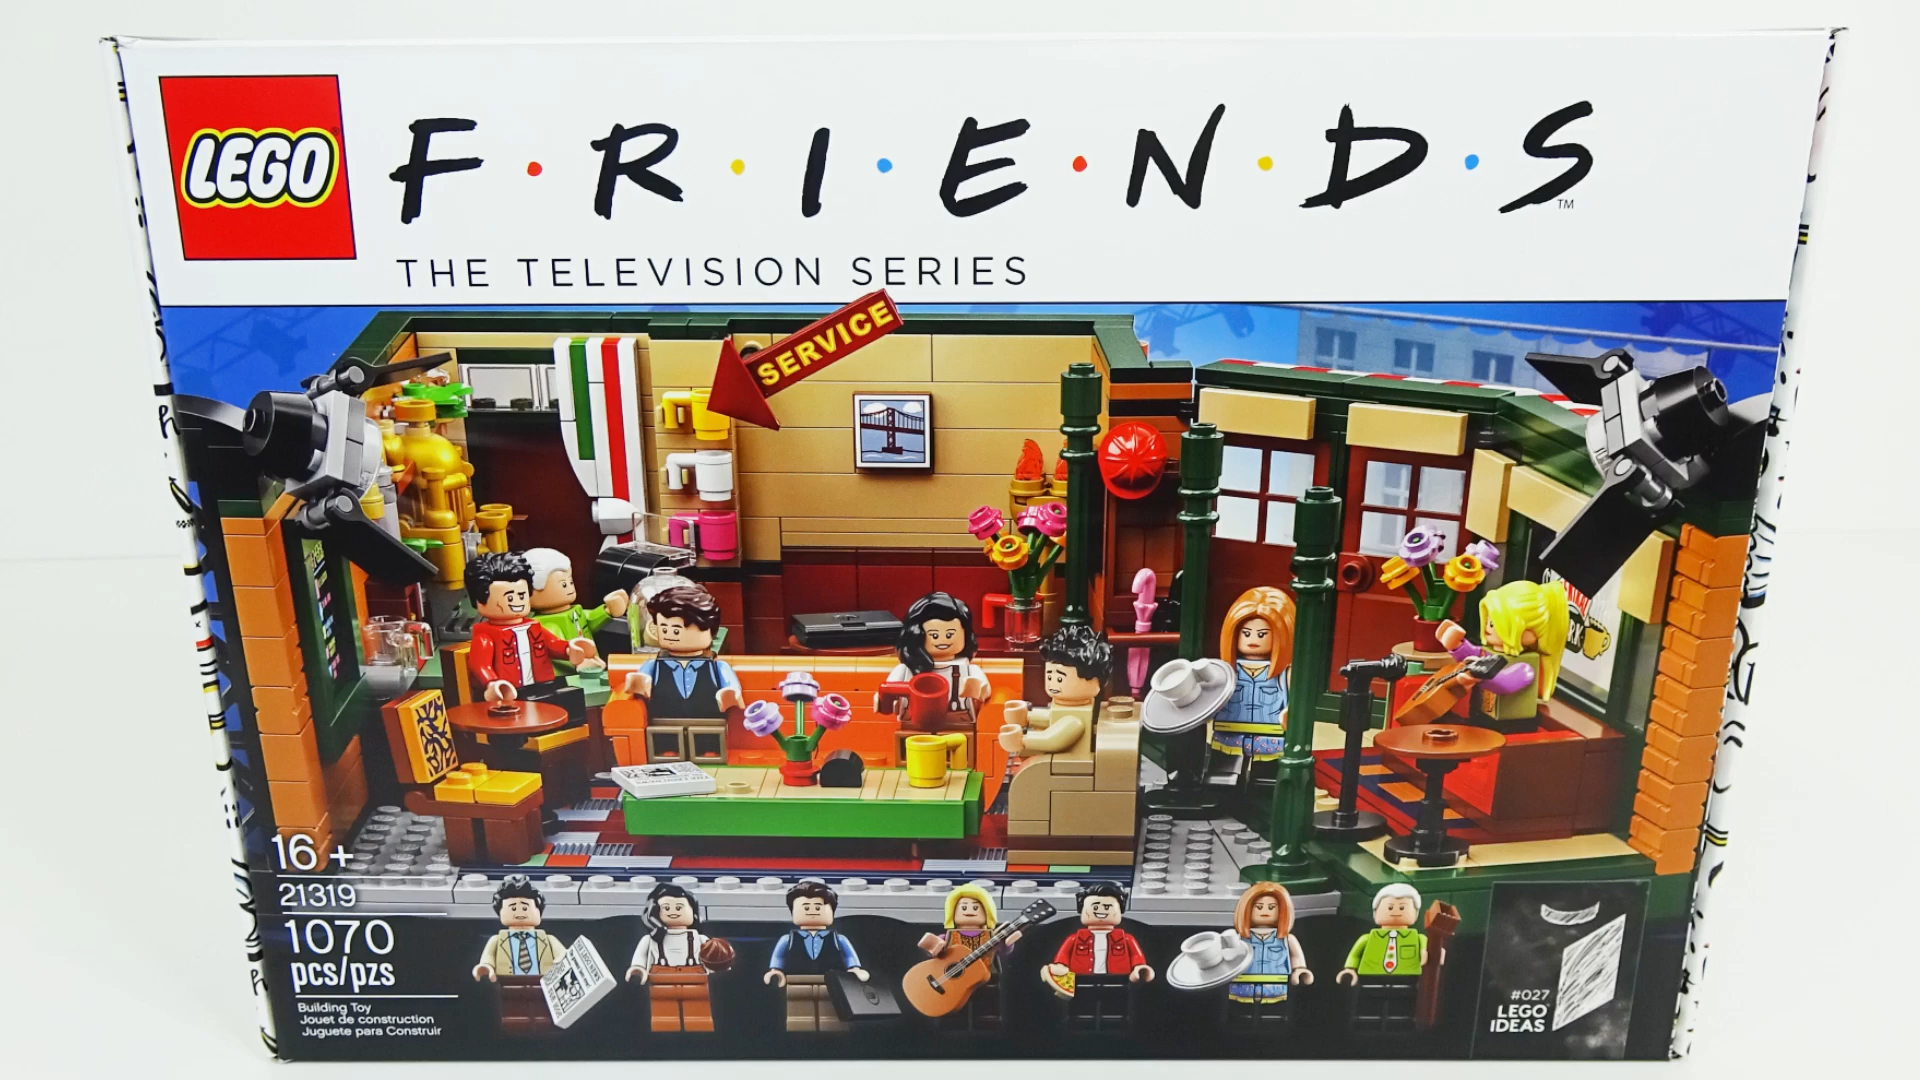 LEGO
F·R·I·E·N·D·S
TM
THE TELEVISION SERIES
SERVICE
16+
21319
1070
pcs/pzs
Building Toy
Jouet de construction
Juguete para Construir
#027
LEGO
IDEAS